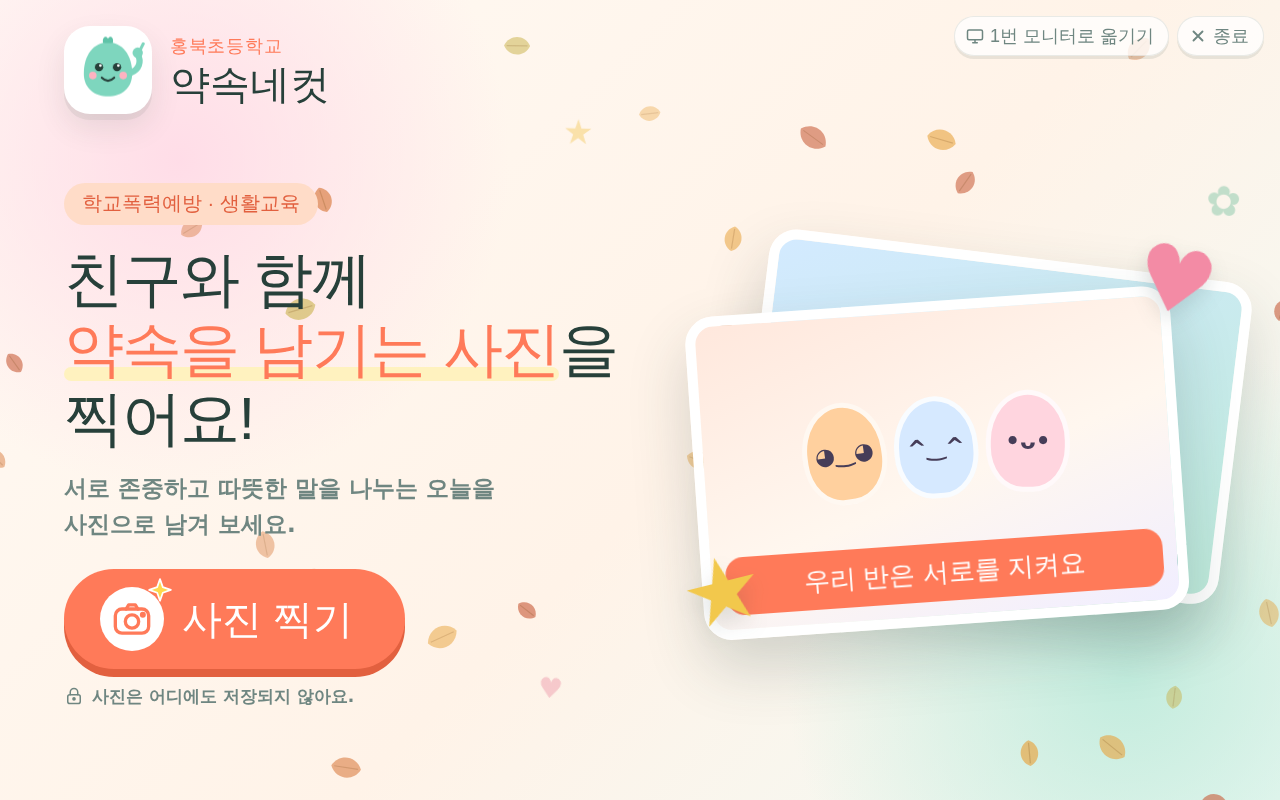 홍북초등학교
약속네컷
1번 모니터로 옮기기
종료
학교폭력예방 · 생활교육
친구와 함께
약속을 남기는 사진을
찍어요!
서로 존중하고 따뜻한 말을 나누는 오늘을
사진으로 남겨 보세요.
사진 찍기
사진은 어디에도 저장되지 않아요.
우리 반은 서로를 지켜요